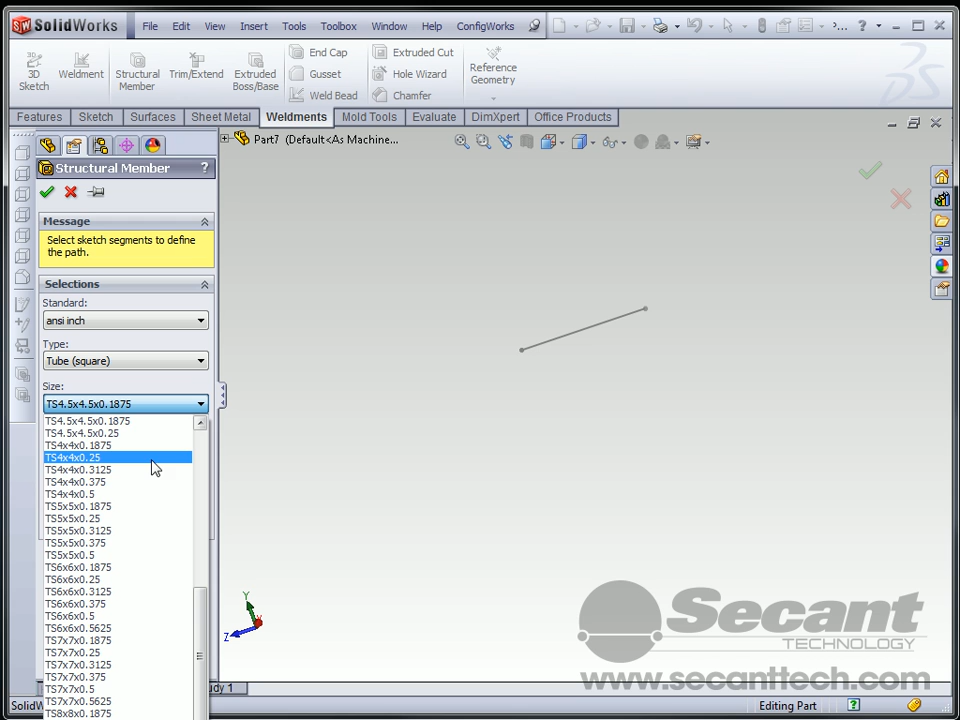 SolidWorks
File Edit View Insert Tools Toolbox Window Help ConfigWorks
3D Sketch
Weldment
Structural Member
Trim/Extend
Extruded Boss/Base
End Cap
Gusset
Weld Bead
Extruded Cut
Hole Wizard
Chamfer
Reference Geometry
Features Sketch Surfaces Sheet Metal Weldments Mold Tools Evaluate DimXpert Office Products
Part7 (Default<As Machine...
Structural Member ?
Message
Select sketch segments to define
the path.
Selections
Standard:
ansi inch
Type:
Tube (square)
Size:
TS4.5x4.5x0.1875
TS4.5x4.5x0.1875
TS4.5x4.5x0.25
TS4x4x0.1875
TS4x4x0.25
TS4x4x0.3125
TS4x4x0.375
TS4x4x0.5
TS5x5x0.1875
TS5x5x0.25
TS5x5x0.3125
TS5x5x0.375
TS5x5x0.5
TS6x6x0.1875
TS6x6x0.25
TS6x6x0.3125
TS6x6x0.375
TS6x6x0.5
TS6x6x0.5625
TS7x7x0.1875
TS7x7x0.25
TS7x7x0.3125
TS7x7x0.375
TS7x7x0.5
TS7x7x0.5625
TS8x8x0.1875
Y
Z
Secant
TECHNOLOGY
www.secanttech.com
udy 1
SolidW
Editing Part